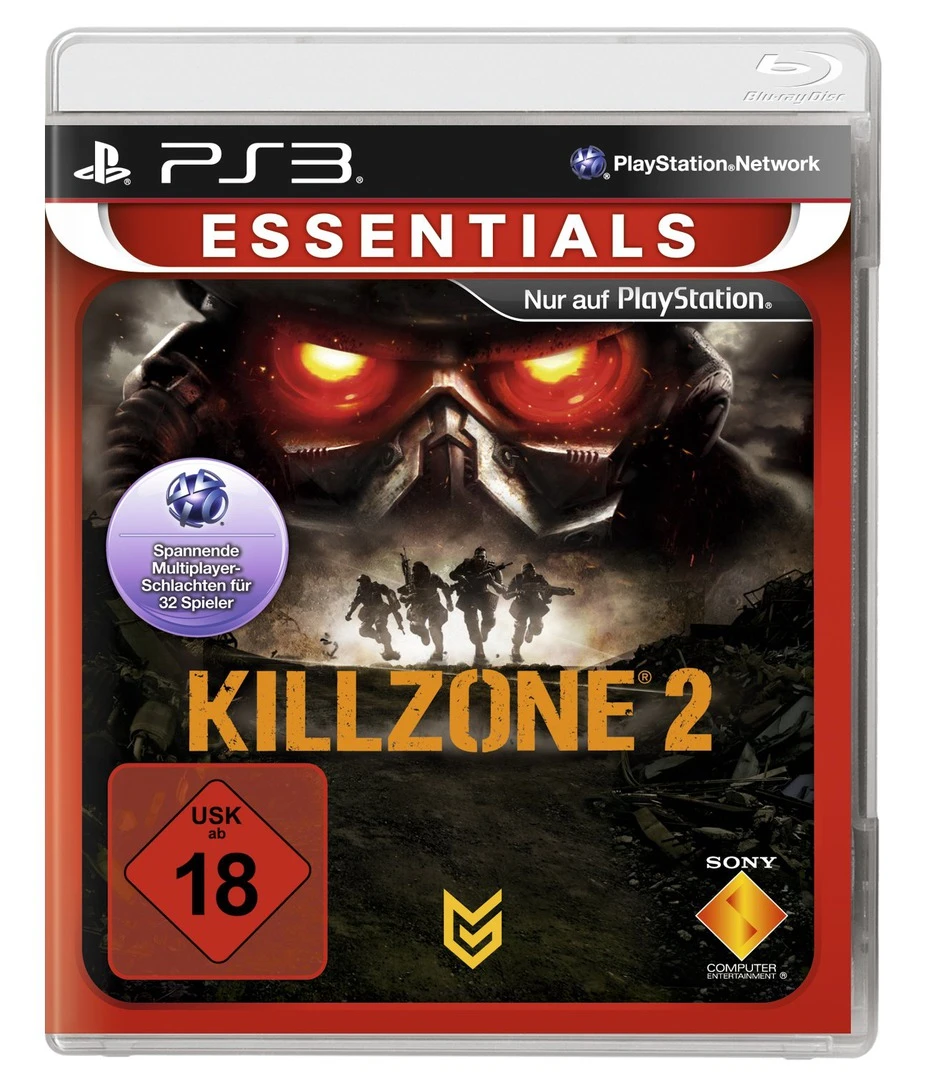 Blu-ray Disc
PS3®
PlayStation®Network
ESSENTIALS
Nur auf PlayStation®
Spannende
Multiplayer-
Schlachten für
32 Spieler
KILLZONE® 2
USK
ab
18
SONY
COMPUTER
ENTERTAINMENT®